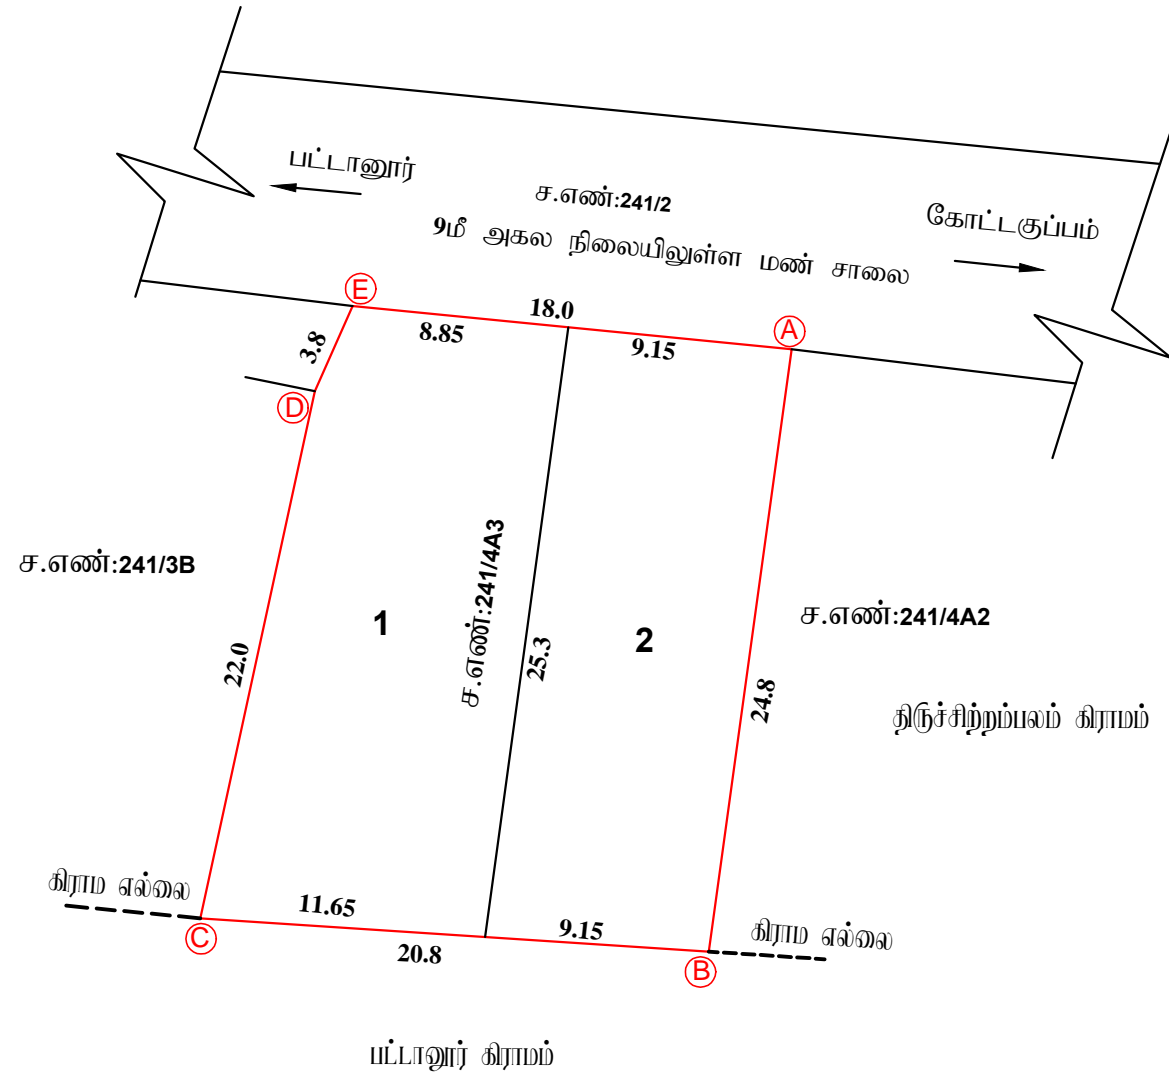 பட்டானூர்
ச.எண்:241/2
கோட்டகுப்பம்
9மீ அகல நிலையிலுள்ள மண் சாலை
E
18.0
A
8.85
9.15
3.8
D
ச.எண்:241/3B
ச.எண்:241/4A3
1
2
ச.எண்:241/4A2
22.0
25.3
24.8
திருச்சிற்றம்பலம் கிராமம்
கிராம எல்லை
11.65
9.15
கிராம எல்லை
C
20.8
B
பட்டானூர் கிராமம்